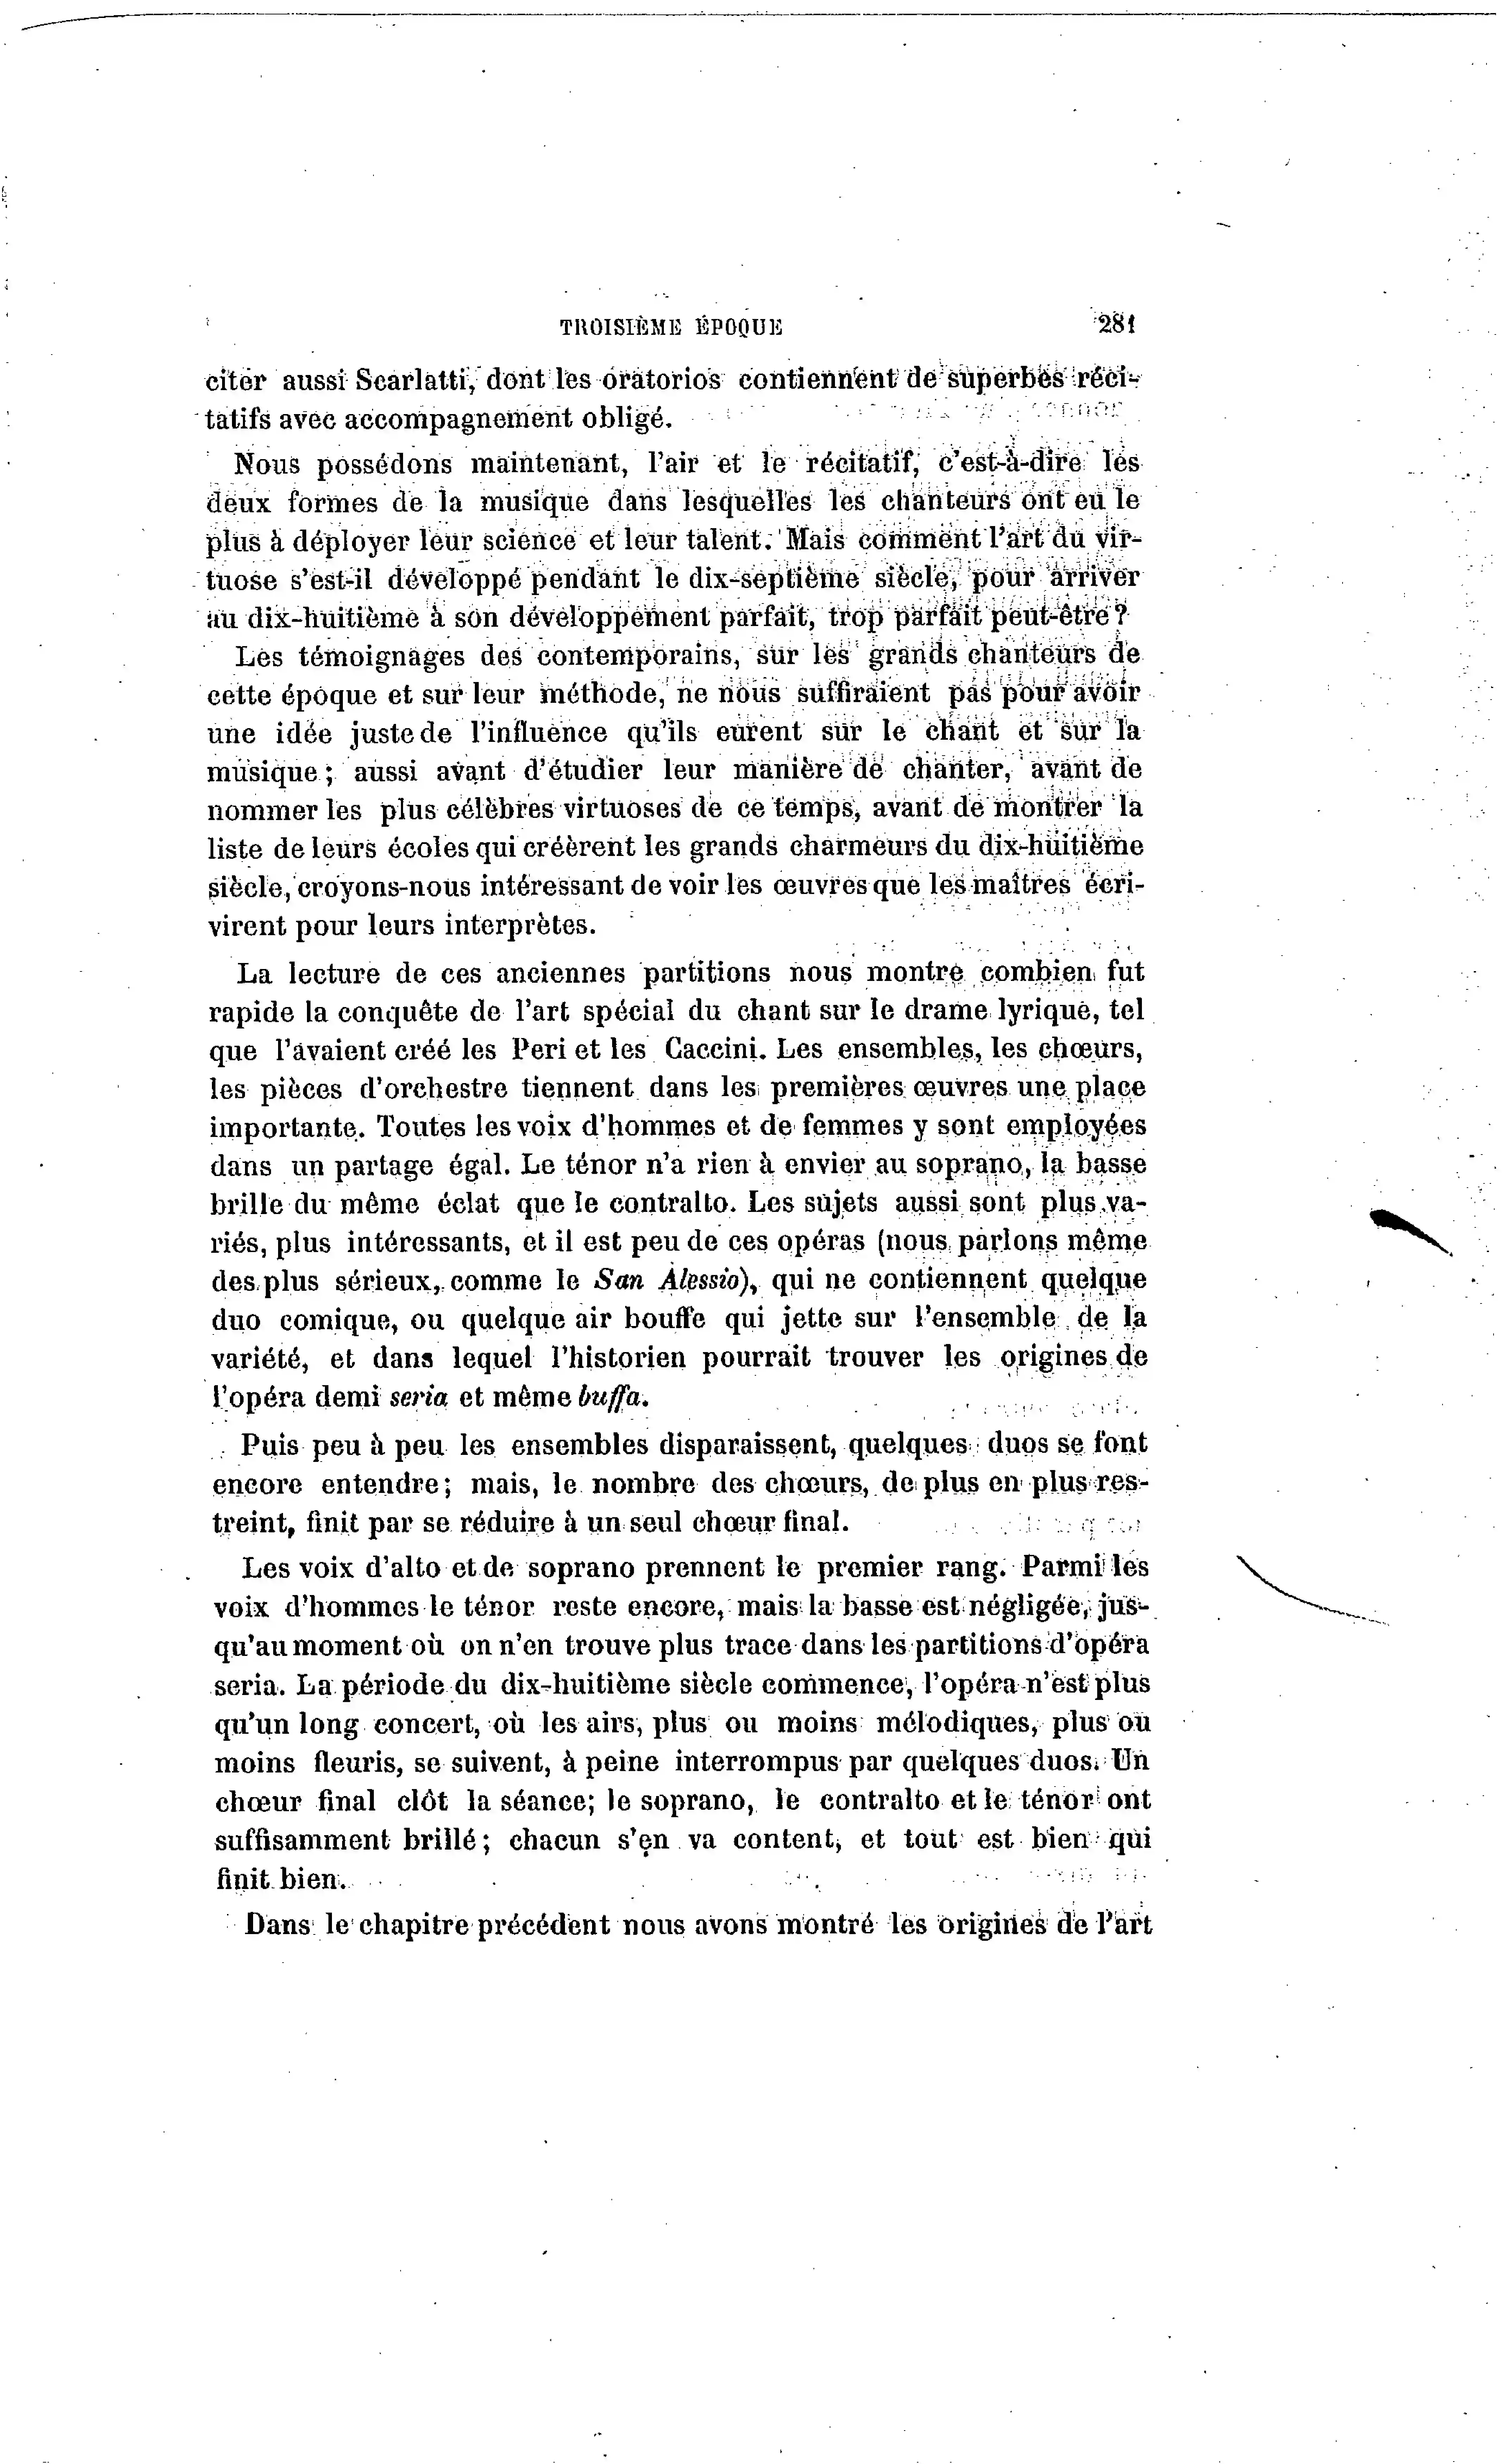 TROISIÈME ÉPOQUE 281
citer aussi Scarlatti, dont les oratorios contiennent de superbes réci-
tatifs avec accompagnement obligé.
Nous possédons maintenant, l'air et le récitatif, c'est-à-dire les
deux formes de la musique dans lesquelles les chanteurs ont eu le
plus à déployer leur science et leur talent. Mais comment l'art du vir-
tuose s'est-il développé pendant le dix-septième siècle, pour arriver
au dix-huitième à son développement parfait, trop parfait peut-être ?
Les témoignages des contemporains, sur les grands chanteurs de
cette époque et sur leur méthode, ne nous suffiraient pas pour avoir
une idée juste de l'influence qu'ils eurent sur le chant et sur la
musique ; aussi avant d'étudier leur manière de chanter, avant de
nommer les plus célèbres virtuoses de ce temps, avant de montrer la
liste de leurs écoles qui créèrent les grands charmeurs du dix-huitième
siècle, croyons-nous intéressant de voir les œuvres que les maîtres écri-
virent pour leurs interprètes.
La lecture de ces anciennes partitions nous montre combien fut
rapide la conquête de l'art spécial du chant sur le drame lyrique, tel
que l'avaient créé les Peri et les Caccini. Les ensembles, les chœurs,
les pièces d'orchestre tiennent dans les premières œuvres une place
importante. Toutes les voix d'hommes et de femmes y sont employées
dans un partage égal. Le ténor n'a rien à envier au soprano, la basse
brille du même éclat que le contralto. Les sujets aussi sont plus va-
riés, plus intéressants, et il est peu de ces opéras (nous parlons même
des plus sérieux, comme le San Alessio), qui ne contiennent quelque
duo comique, ou quelque air bouffe qui jette sur l'ensemble de la
variété, et dans lequel l'historien pourrait trouver les origines de
l'opéra demi seria et même buffa.
Puis peu à peu les ensembles disparaissent, quelques duos se font
encore entendre; mais, le nombre des chœurs, de plus en plus res-
treint, finit par se réduire à un seul chœur final.
Les voix d'alto et de soprano prennent le premier rang. Parmi les
voix d'hommes le ténor reste encore, mais la basse est négligée, jus-
qu'au moment où on n'en trouve plus trace dans les partitions d'opéra
seria. La période du dix-huitième siècle commence, l'opéra n'est plus
qu'un long concert, où les airs, plus ou moins mélodiques, plus ou
moins fleuris, se suivent, à peine interrompus par quelques duos. Un
chœur final clôt la séance; le soprano, le contralto et le ténor ont
suffisamment brillé; chacun s'en va content, et tout est bien qui
finit bien.
Dans le chapitre précédent nous avons montré les origines de l'art